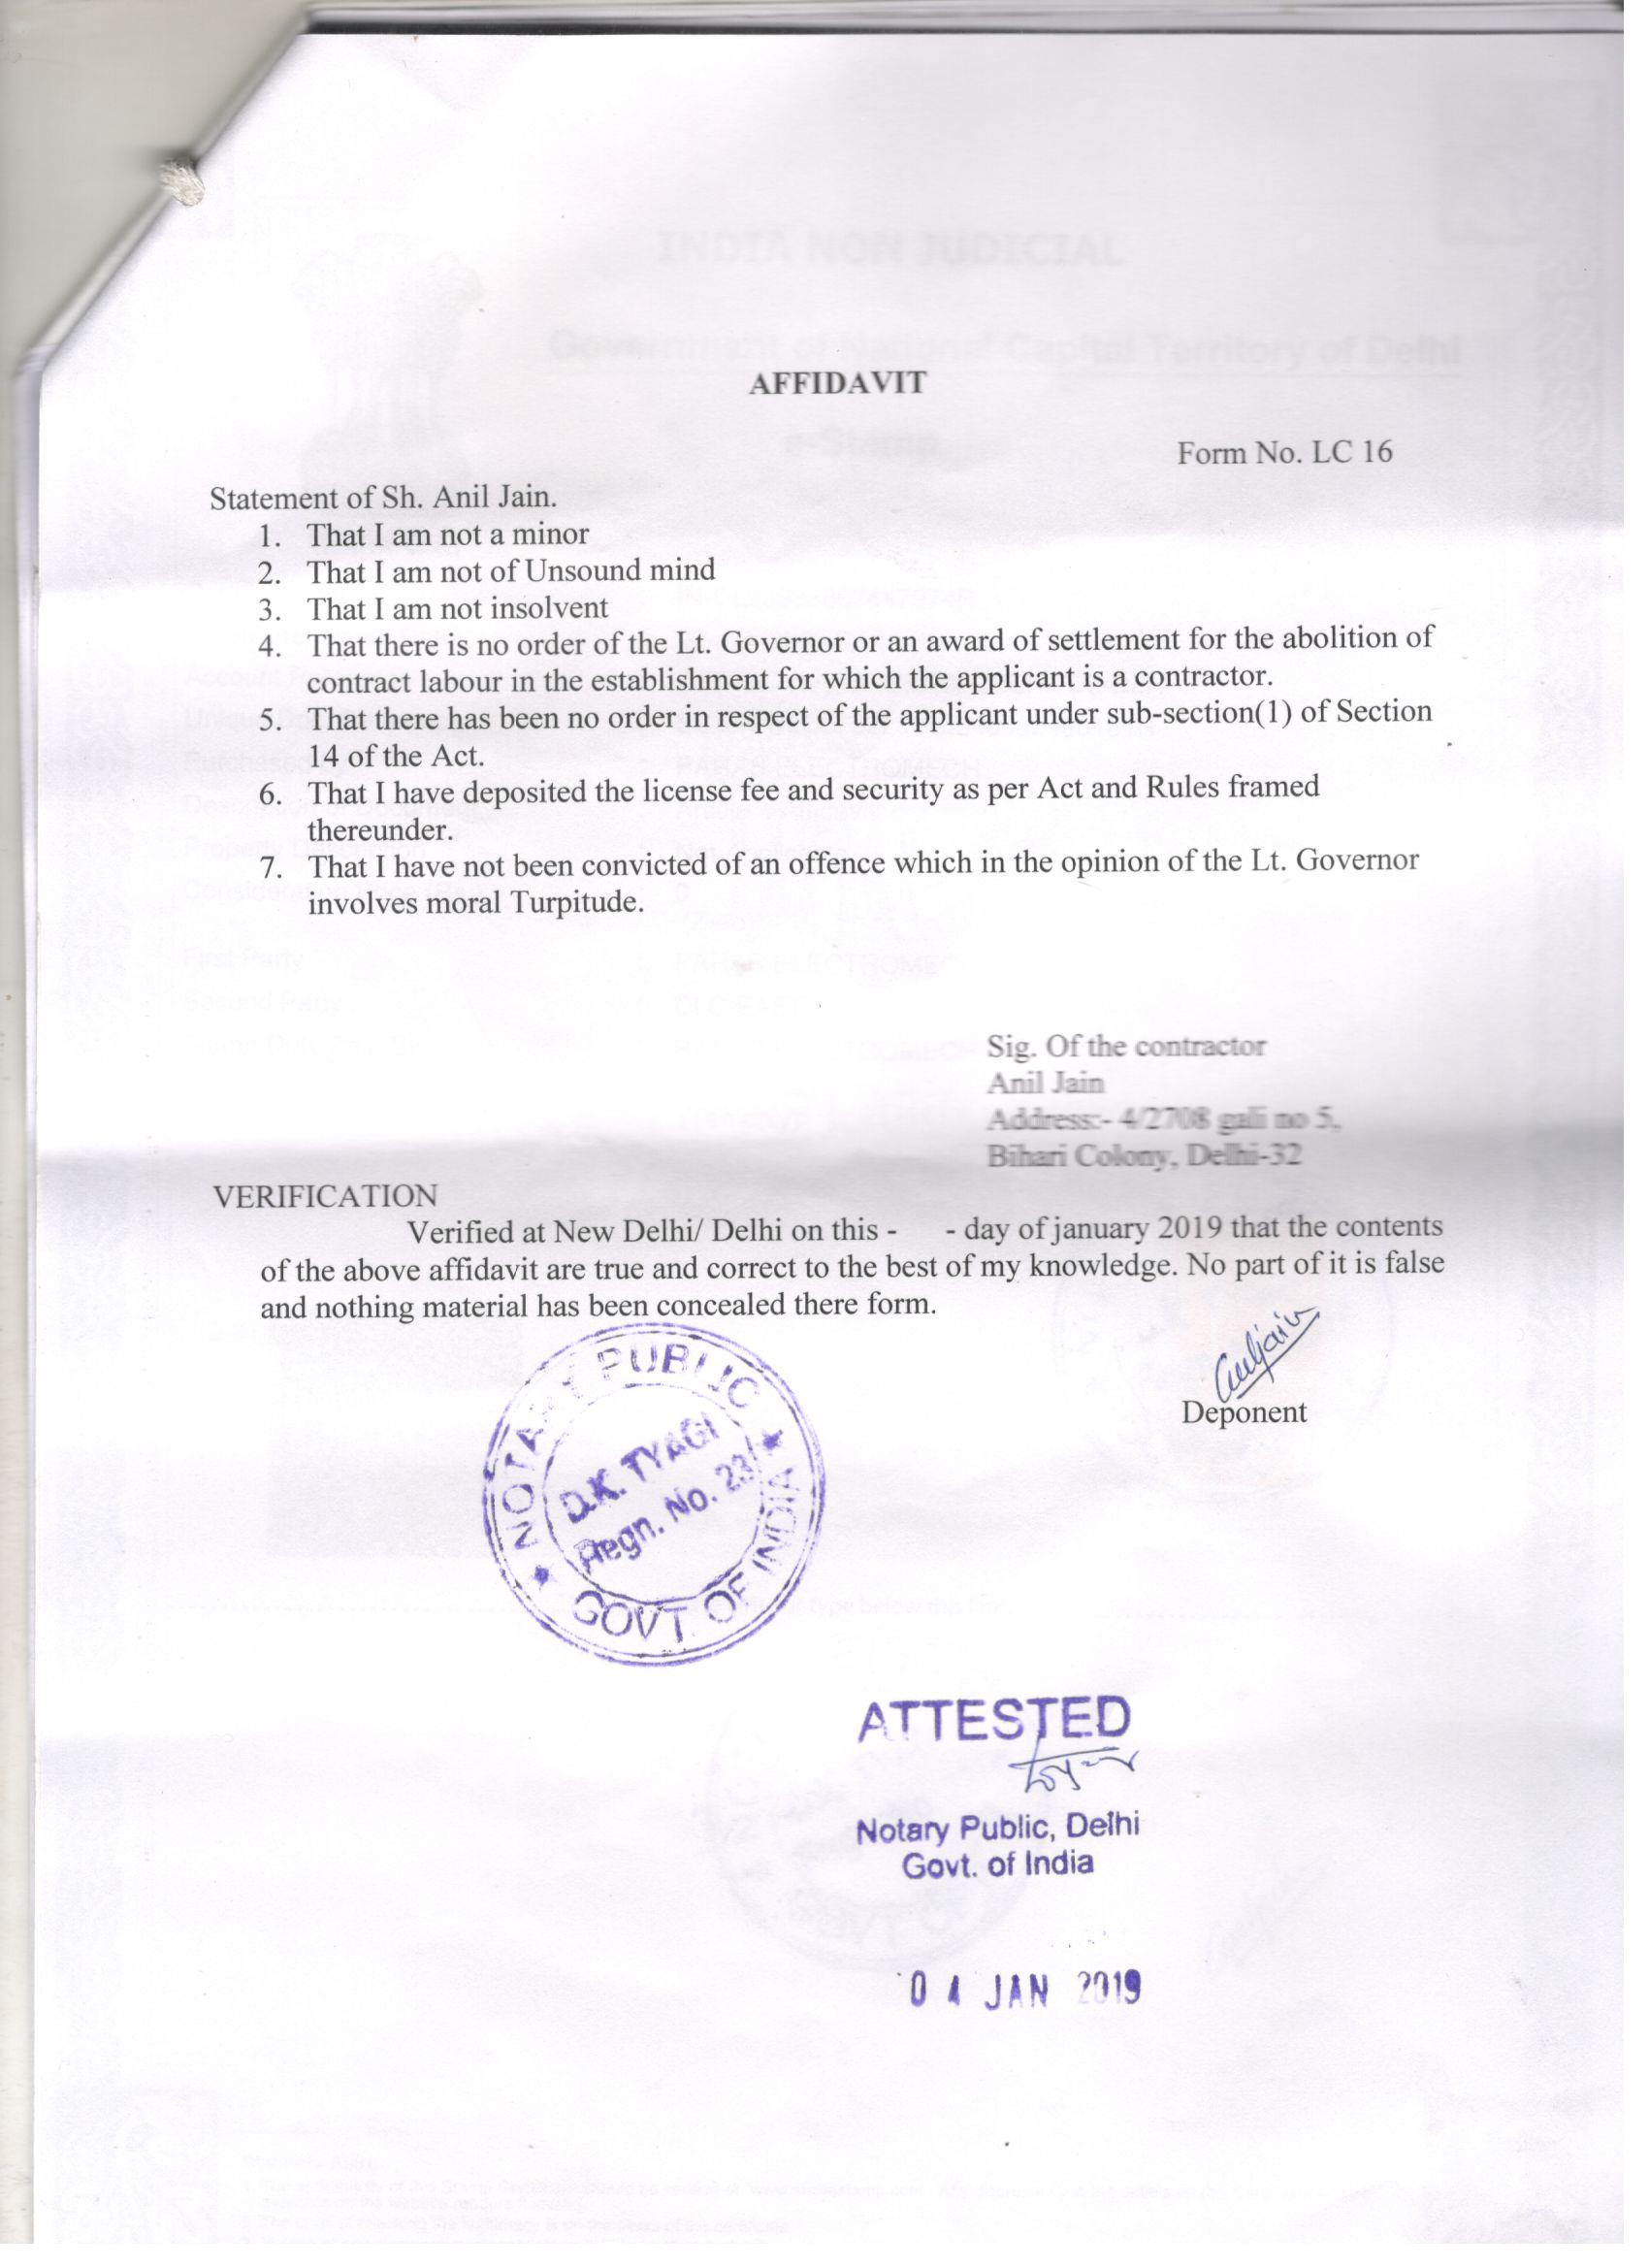 INDIA NON JUDICIAL
Government of National Capital Territory of Delhi
e-Stamp
AFFIDAVIT
Form No. LC 16
Statement of Sh. Anil Jain.
1. That I am not a minor
2. That I am not of Unsound mind
3. That I am not insolvent
4. That there is no order of the Lt. Governor or an award of settlement for the abolition of
contract labour in the establishment for which the applicant is a contractor.
5. That there has been no order in respect of the applicant under sub-section(1) of Section
14 of the Act.
6. That I have deposited the license fee and security as per Act and Rules framed
thereunder.
7. That I have not been convicted of an offence which in the opinion of the Lt. Governor
involves moral Turpitude.
Sig. Of the contractor
Anil Jain
Address:- 4/2708 gali no 5,
Bihari Colony, Delhi-32
VERIFICATION
Verified at New Delhi/ Delhi on this - - day of january 2019 that the contents
of the above affidavit are true and correct to the best of my knowledge. No part of it is false
and nothing material has been concealed there form.
Aniljain
Deponent
NOTARY PUBLIC
D.K. TYAGI
Regn. No. 23
GOVT. OF INDIA
ATTESTED
Notary Public, Delhi
Govt. of India
04 JAN 2019